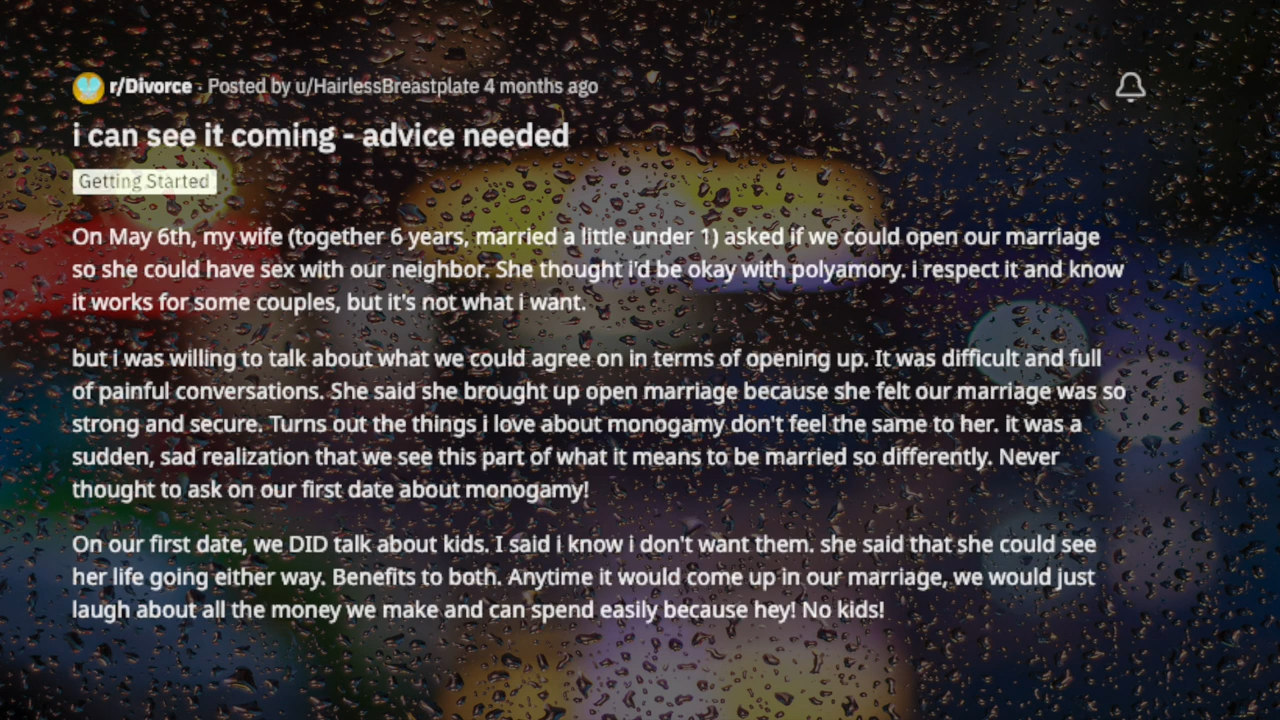 r/Divorce · Posted by u/HairlessBreastplate 4 months ago
i can see it coming - advice needed
Getting Started
On May 6th, my wife (together 6 years, married a little under 1) asked if we could open our marriage
so she could have sex with our neighbor. She thought i'd be okay with polyamory. i respect it and know
it works for some couples, but it's not what i want.
but i was willing to talk about what we could agree on in terms of opening up. It was difficult and full
of painful conversations. She said she brought up open marriage because she felt our marriage was so
strong and secure. Turns out the things i love about monogamy don't feel the same to her. it was a
sudden, sad realization that we see this part of what it means to be married so differently. Never
thought to ask on our first date about monogamy!
On our first date, we DID talk about kids. I said i know i don't want them. she said that she could see
her life going either way. Benefits to both. Anytime it would come up in our marriage, we would just
laugh about all the money we make and can spend easily because hey! No kids!